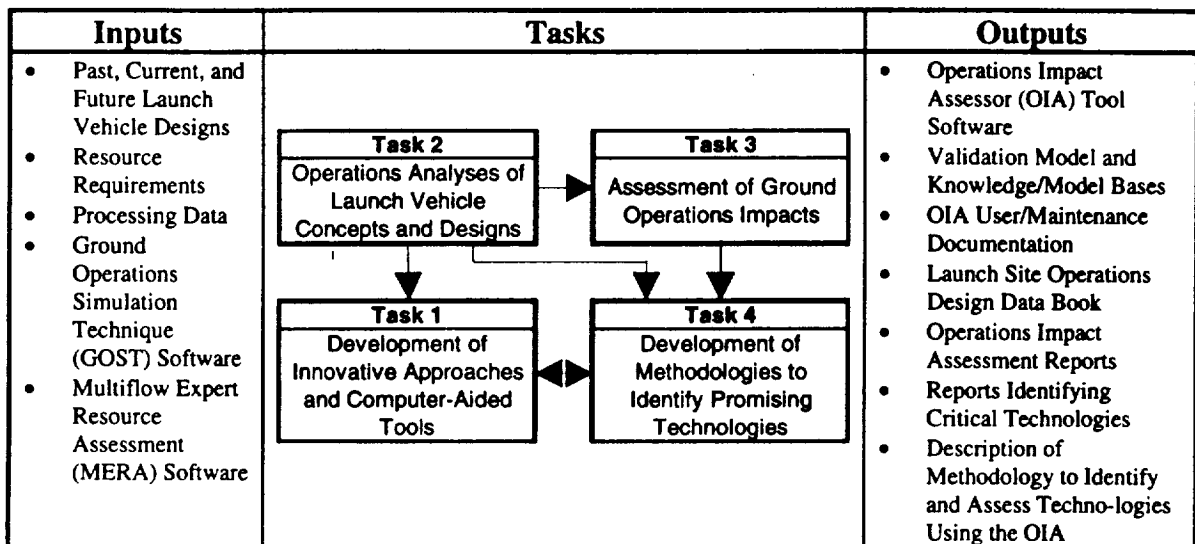 Inputs
Tasks
Outputs
• Past, Current, and
Future Launch
Vehicle Designs
• Resource
Requirements
• Processing Data
• Ground
Operations
Simulation
Technique
(GOST) Software
• Multiflow Expert
Resource
Assessment
(MERA) Software
Task 2
Operations Analyses of
Launch Vehicle
Concepts and Designs
Task 3
Assessment of Ground
Operations Impacts
Task 1
Development of
Innovative Approaches
and Computer-Aided
Tools
Task 4
Development of
Methodologies to
Identify Promising
Technologies
• Operations Impact
Assessor (OIA) Tool
Software
• Validation Model and
Knowledge/Model Bases
• OIA User/Maintenance
Documentation
• Launch Site Operations
Design Data Book
• Operations Impact
Assessment Reports
• Reports Identifying
Critical Technologies
• Description of
Methodology to Identify
and Assess Techno-logies
Using the OIA